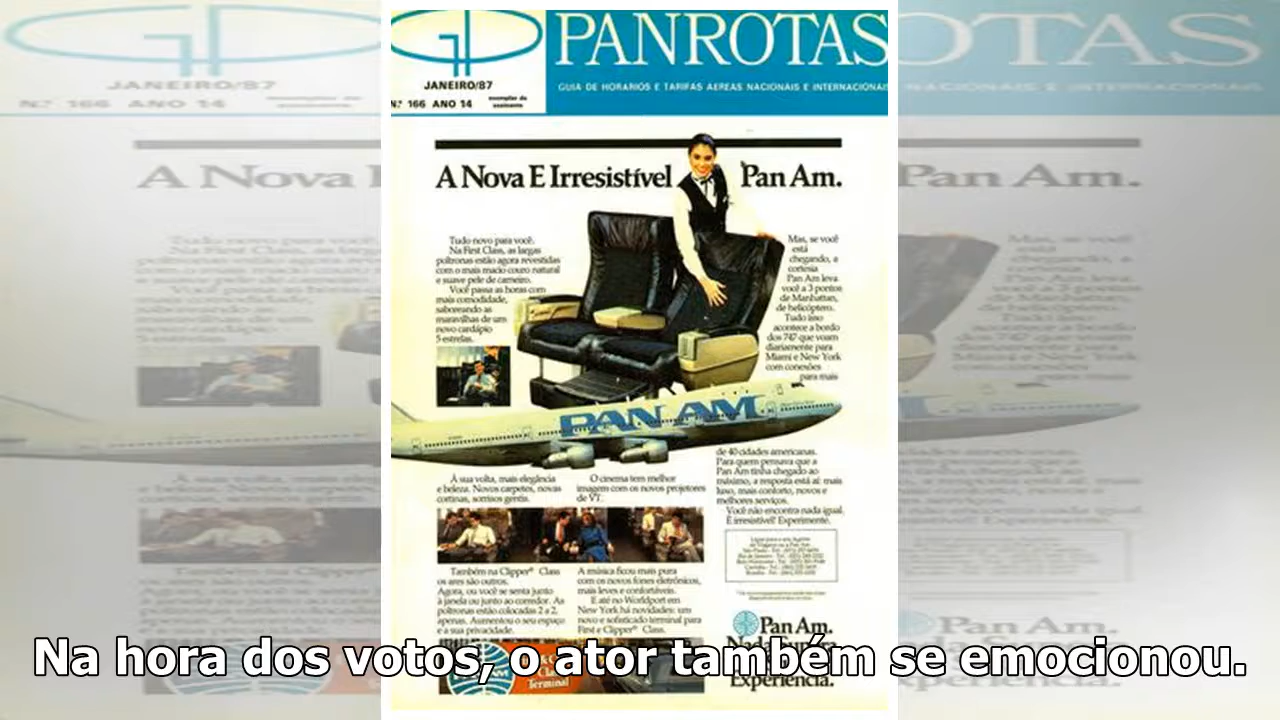 PANROTAS
GUIA DE HORARIOS E TARIFAS AEREAS NACIONAIS E INTERNACIONAIS
JANEIRO/87
N.º 166 ANO 14
exemplar de
assinante
A Nova E Irresistível Pan Am.
Tudo novo para você.
Na First Class, as largas
poltronas estão agora revestidas
com o mais macio couro natural
e suave pele de carneiro.
Você passa as horas com
mais comodidade,
saboreando as
maravilhas de um
novo cardápio
5 estrelas.
Mas, se você
está
chegando, a
cortesia
Pan Am leva
você a 3 pontos
de Manhattan,
de helicóptero.
Tudo isso
acontece a bordo
dos 747 que voam
diariamente para
Miami e New York
com conexões
para mais
PAN AM
de 40 cidades americanas.
Para quem pensava que a
Pan Am tinha chegado ao
máximo, a resposta está aí: mais
luxo, mais conforto, novos e
melhores serviços.
Você não encontra nada igual.
É irresistível! Experimente.
À sua volta, mais elegância
e beleza. Novos carpetes, novas
cortinas, sorrisos gentis.
O cinema tem melhor
imagem com os novos projetores
de VT.
Também na Clipper® Class
os ares são outros.
Agora, ou você se senta junto
à janela ou junto ao corredor. As
poltronas estão colocadas 2 a 2,
apenas. Aumentou o seu espaço
e a sua privacidade.
A música ficou mais pura
com os novos fones eletrônicos,
mais leves e confortáveis.
E até no Worldport em
New York há novidades: um
novo e sofisticado terminal para
First e Clipper® Class.
Pan Am.
Experiência.
Terminal
Na hora dos votos, o ator também se emocionou.